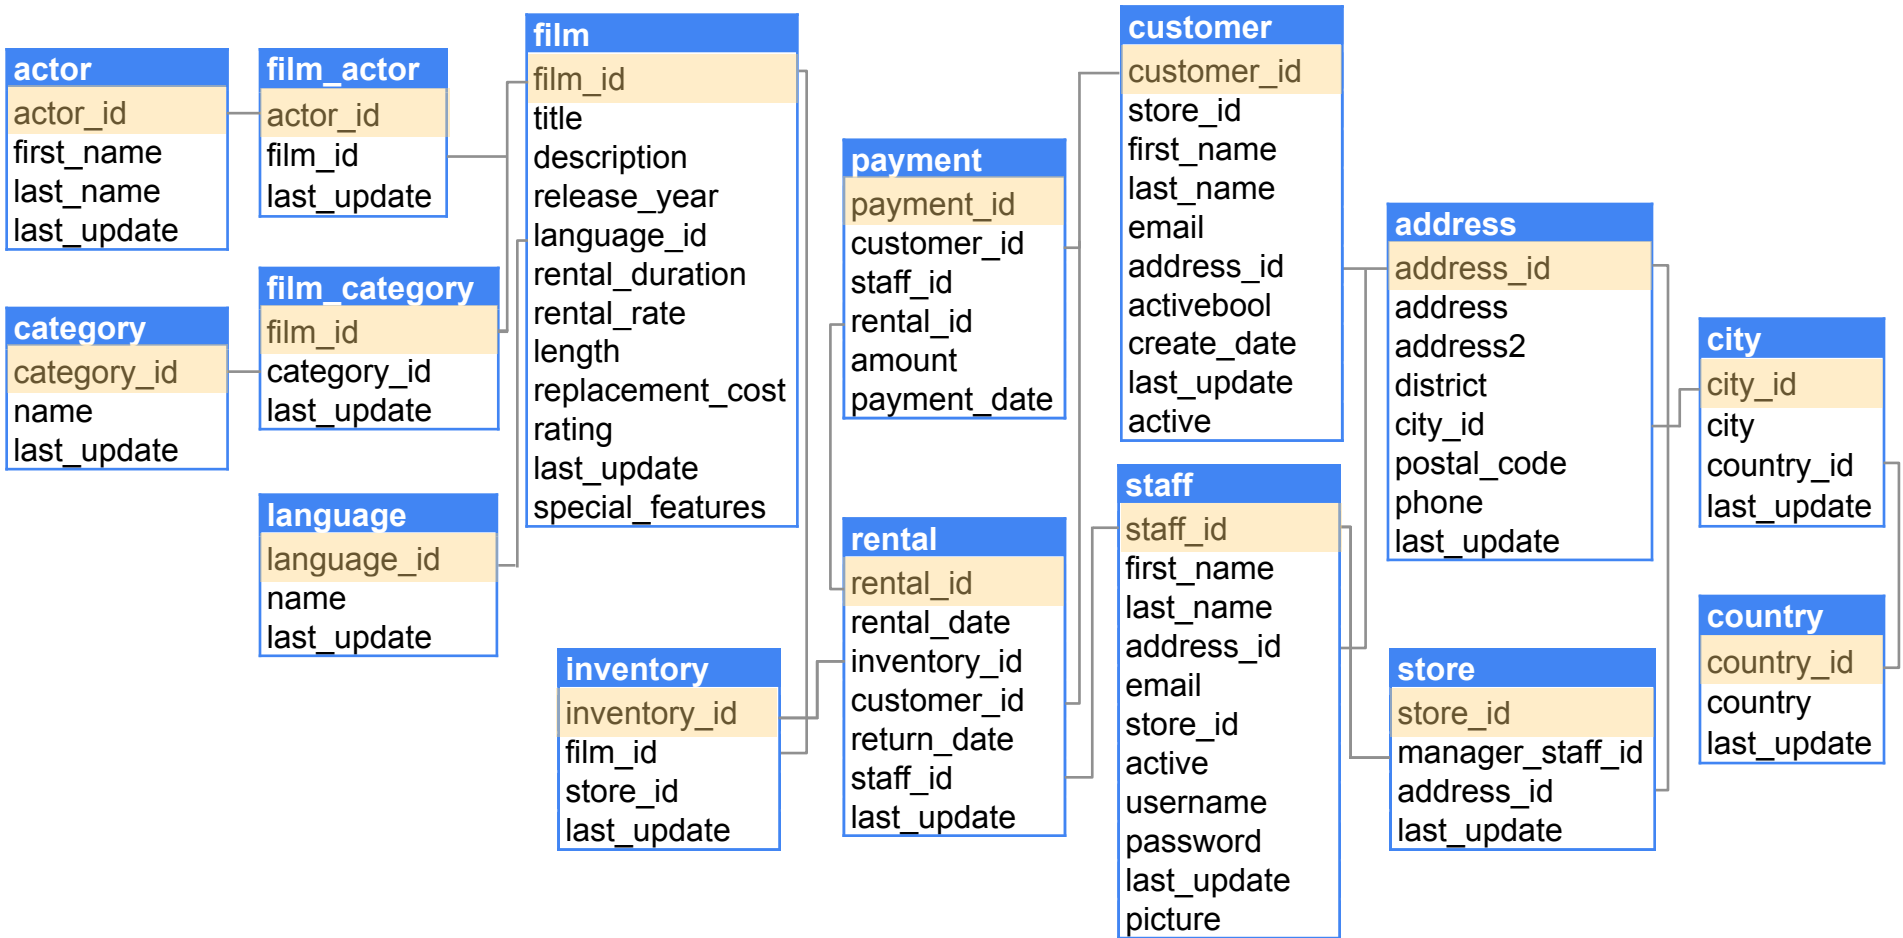 actor
actor_id
first_name
last_name
last_update
film_actor
actor_id
film_id
last_update
category
category_id
name
last_update
film_category
film_id
category_id
last_update
language
language_id
name
last_update
film
film_id
title
description
release_year
language_id
rental_duration
rental_rate
length
replacement_cost
rating
last_update
special_features
inventory
inventory_id
film_id
store_id
last_update
payment
payment_id
customer_id
staff_id
rental_id
amount
payment_date
rental
rental_id
rental_date
inventory_id
customer_id
return_date
staff_id
last_update
customer
customer_id
store_id
first_name
last_name
email
address_id
activebool
create_date
last_update
active
staff
staff_id
first_name
last_name
address_id
email
store_id
active
username
password
last_update
picture
address
address_id
address
address2
district
city_id
postal_code
phone
last_update
store
store_id
manager_staff_id
address_id
last_update
city
city_id
city
country_id
last_update
country
country_id
country
last_update